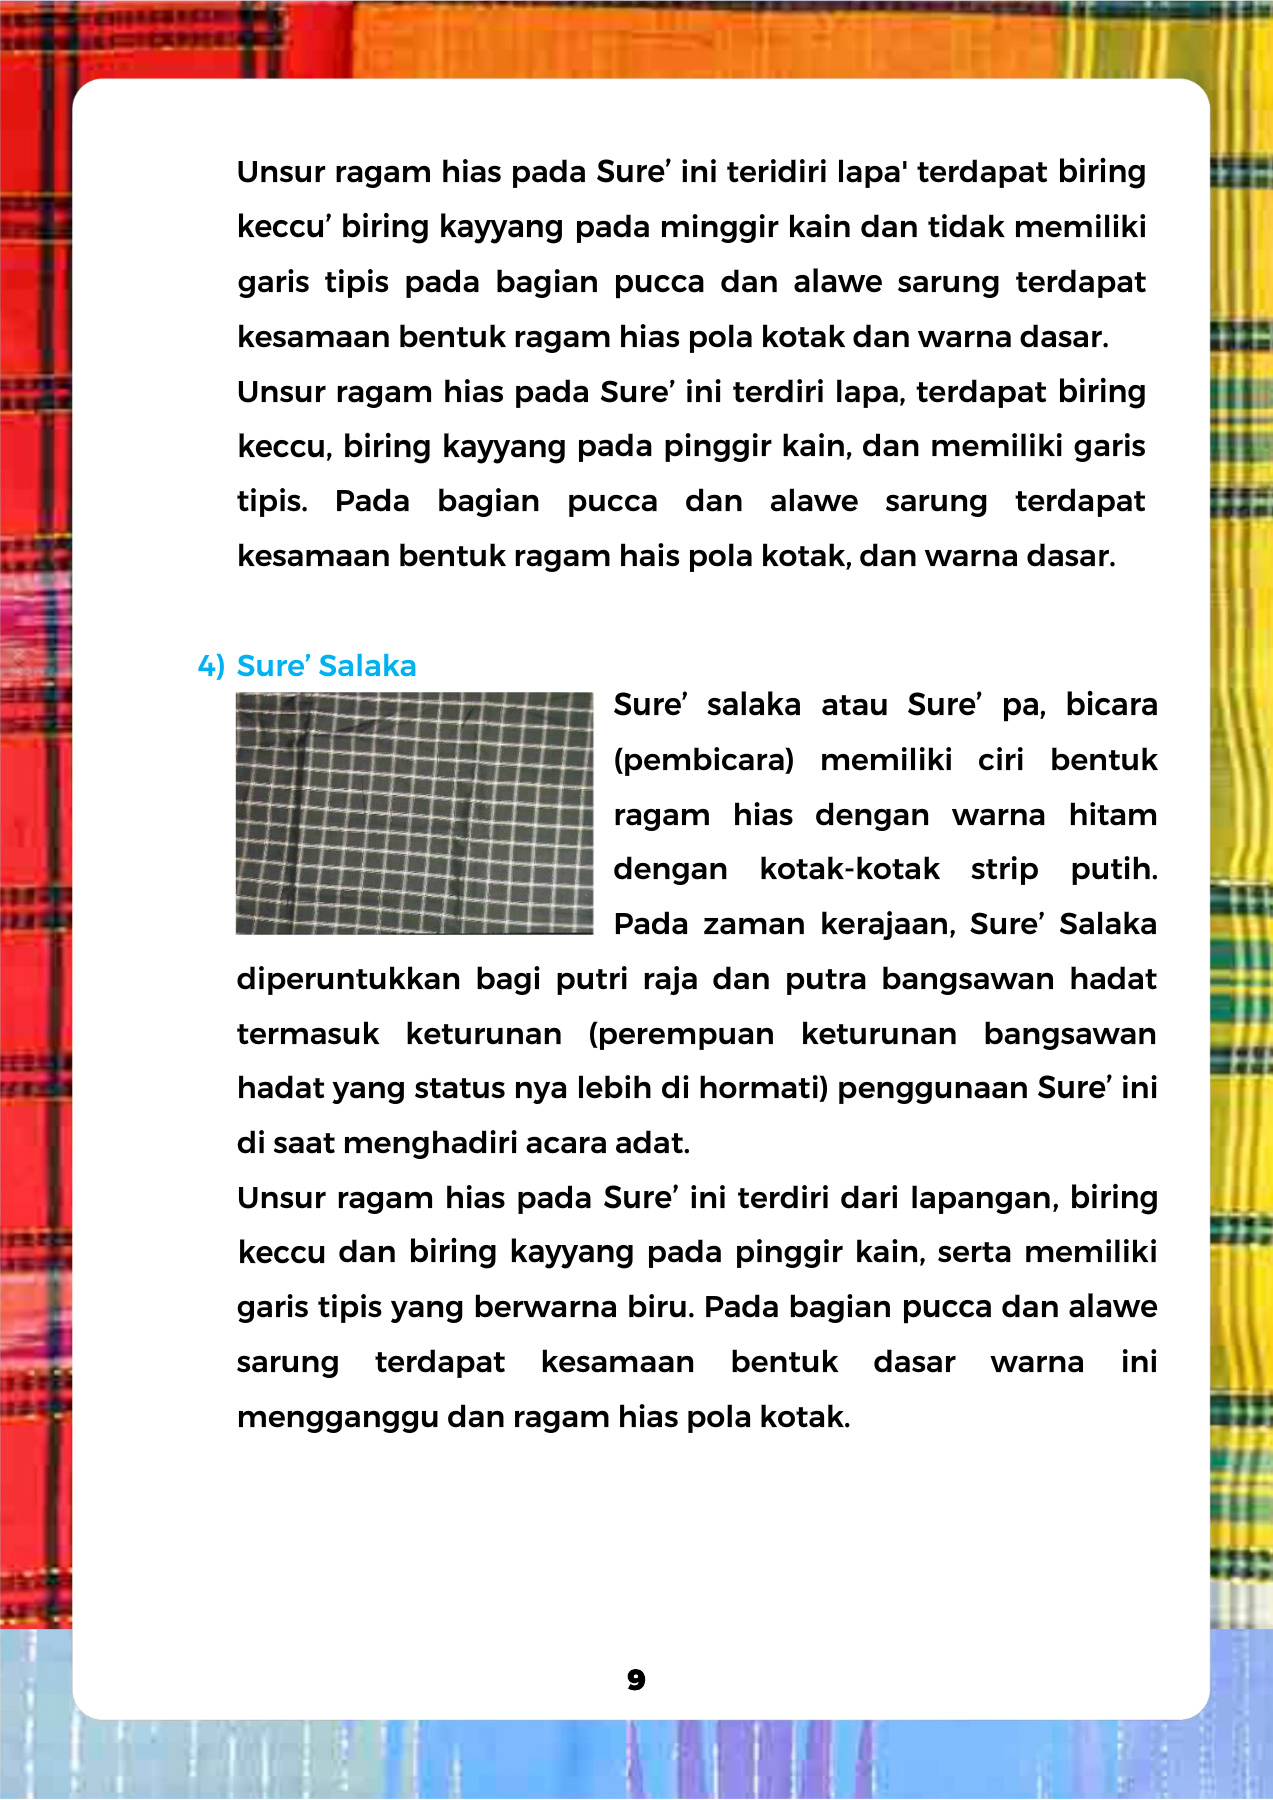 Unsur ragam hias pada Sure’ ini teridiri lapa' terdapat biring
keccu’ biring kayyang pada minggir kain dan tidak memiliki
garis tipis pada bagian pucca dan alawe sarung terdapat
kesamaan bentuk ragam hias pola kotak dan warna dasar.
Unsur ragam hias pada Sure’ ini terdiri lapa, terdapat biring
keccu, biring kayyang pada pinggir kain, dan memiliki garis
tipis. Pada bagian pucca dan alawe sarung terdapat
kesamaan bentuk ragam hais pola kotak, dan warna dasar.
4) Sure’ Salaka
Sure’ salaka atau Sure’ pa, bicara
(pembicara) memiliki ciri bentuk
ragam hias dengan warna hitam
dengan kotak-kotak strip putih.
Pada zaman kerajaan, Sure’ Salaka
diperuntukkan bagi putri raja dan putra bangsawan hadat
termasuk keturunan (perempuan keturunan bangsawan
hadat yang status nya lebih di hormati) penggunaan Sure’ ini
di saat menghadiri acara adat.
Unsur ragam hias pada Sure’ ini terdiri dari lapangan, biring
keccu dan biring kayyang pada pinggir kain, serta memiliki
garis tipis yang berwarna biru. Pada bagian pucca dan alawe
sarung terdapat kesamaan bentuk dasar warna ini
mengganggu dan ragam hias pola kotak.
9